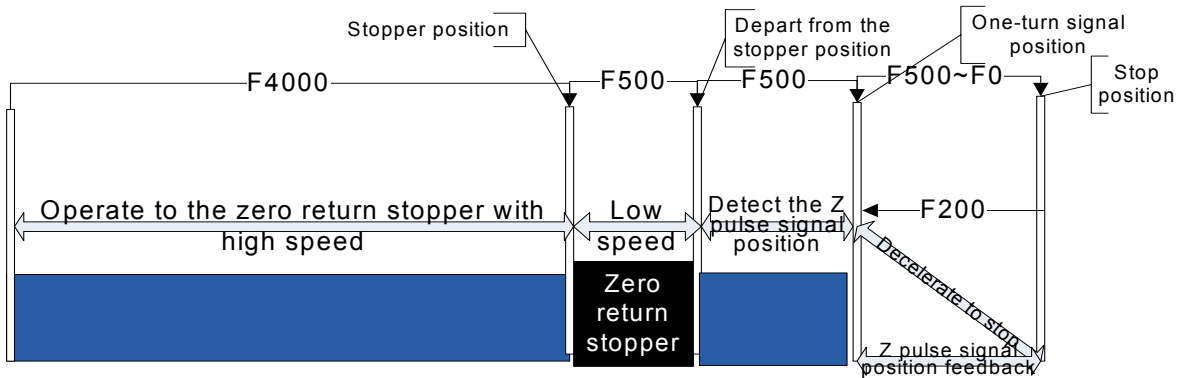 Stopper position
Depart from the
stopper position
One-turn signal
position
Stop
position
F4000
F500
F500
F500~F0
Operate to the zero return stopper with
high speed
Low
speed
Detect the Z
pulse signal
position
F200
Decelerate to stop
Zero
return
stopper
Z pulse signal
position feedback